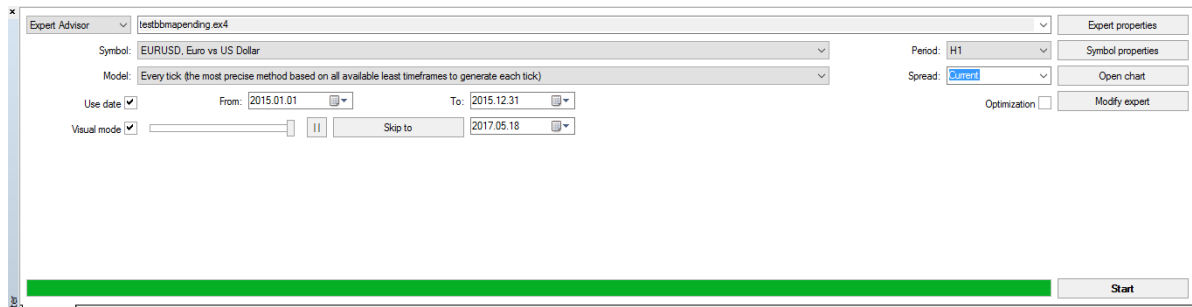 Expert Advisor testbbmapending.ex4 Expert properties
Symbol: EURUSD, Euro vs US Dollar Period: H1 Symbol properties
Model: Every tick (the most precise method based on all available least timeframes to generate each tick) Spread: Current Open chart
Use date From: 2015.01.01 To: 2015.12.31 Optimization Modify expert
Visual mode Skip to 2017.05.18
Start